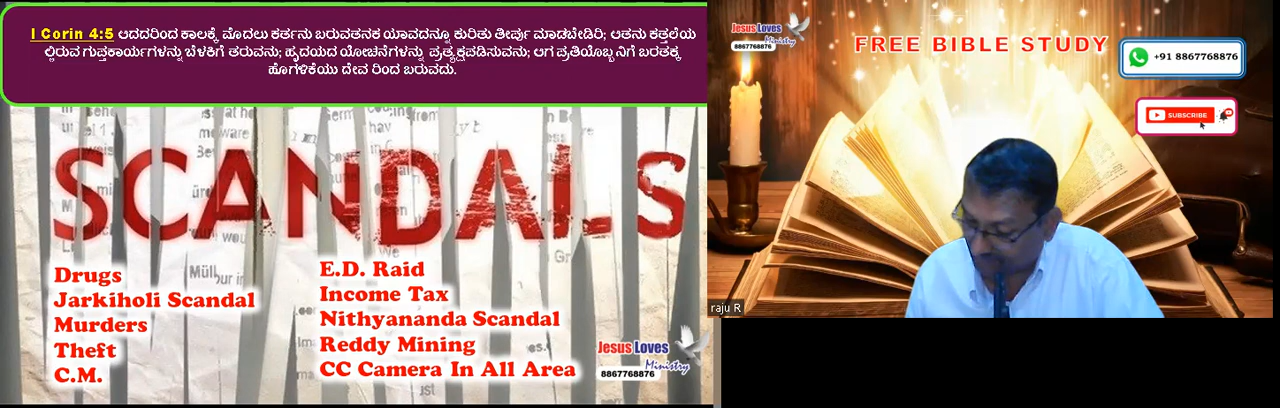 I Corin 4:5 ಆದದರಿಂದ ಕಾಲಕ್ಕೆ ಮೊದಲು ಕರ್ತನು ಬರುವತನಕ ಯಾವದನ್ನೂ ಕುರಿತು ತೀರ್ಪು ಮಾಡಬೇಡಿರಿ; ಆತನು ಕತ್ತಲೆಯ
ಲ್ಲಿರುವ ಗುಪ್ತಕಾರ್ಯಗಳನ್ನು ಬೆಳಕಿಗೆ ತರುವನು; ಹೃದಯದ ಯೋಚನೆಗಳನ್ನು ಪ್ರತ್ಯಕ್ಷಪಡಿಸುವನು; ಆಗ ಪ್ರತಿಯೊಬ್ಬನಿಗೆ ಬರತಕ್ಕ
ಹೊಗಳಿಕೆಯು ದೇವ ರಿಂದ ಬರುವದು.
SCANDALS
Drugs
Jarkiholi Scandal
Murders
Theft
C.M.
E.D. Raid
Income Tax
Nithyananda Scandal
Reddy Mining
CC Camera In All Area
Jesus Loves
Ministry
8867768876
Jesus Loves
Ministry
8867768876
FREE BIBLE STUDY
+91 8867768876
SUBSCRIBE
raju R